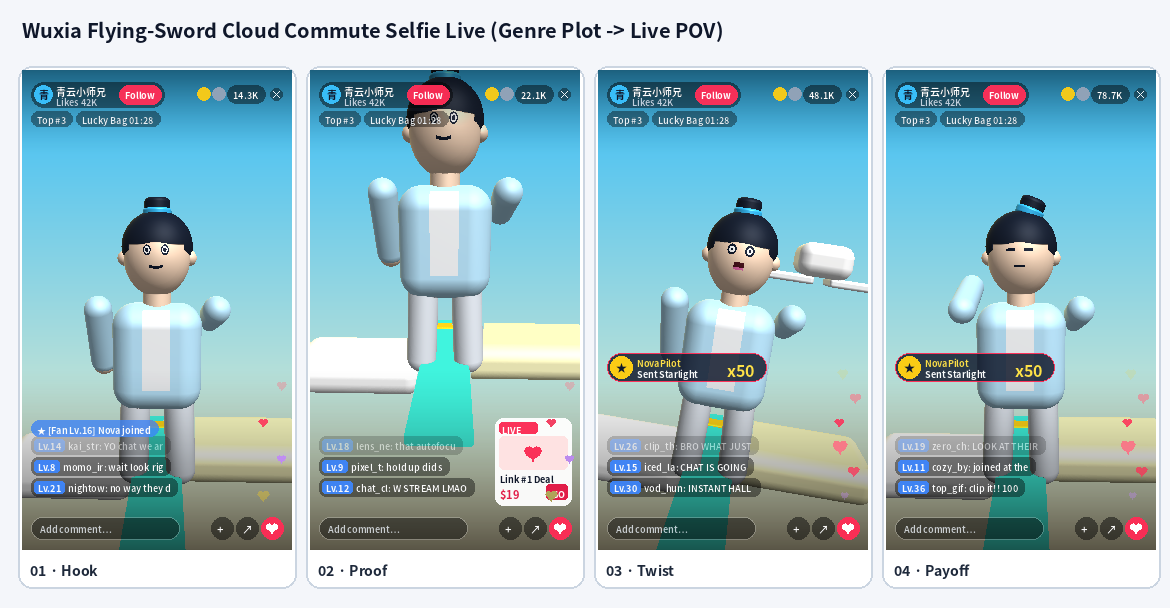 Wuxia Flying-Sword Cloud Commute Selfie Live (Genre Plot -> Live POV)
青 青云小师兄 Follow 14.3K
Likes 42K
Top #3 Lucky Bag 01:28
★ [Fan Lv.16] Nova joined
Lv.14 kai_str: YO chat we ar
Lv.8 momo_ir: wait look rig
Lv.21 nightow: no way they d
Add comment...
01 · Hook
青 青云小师兄 Follow 22.1K
Likes 42K
Top #3 Lucky Bag 01:28
Lv.18 lens_ne: that autofocu
Lv.9 pixel_t: hold up did s
Lv.12 chat_cl: W STREAM LMAO
LIVE
Link #1 Deal
$19
Add comment...
02 · Proof
青 青云小师兄 Follow 48.1K
Likes 42K
Top #3 Lucky Bag 01:28
NovaPilot
Sent Starlight x50
Lv.26 clip_th: BRO WHAT JUST
Lv.15 iced_la: CHAT IS GOING
Lv.30 vod_hun: INSTANT HALL
Add comment...
03 · Twist
青 青云小师兄 Follow 78.7K
Likes 42K
Top #3 Lucky Bag 01:28
NovaPilot
Sent Starlight x50
Lv.19 zero_ch: LOOK AT THEIR
Lv.11 cozy_by: joined at the
Lv.36 top_gif: clip it!! 100
Add comment...
04 · Payoff